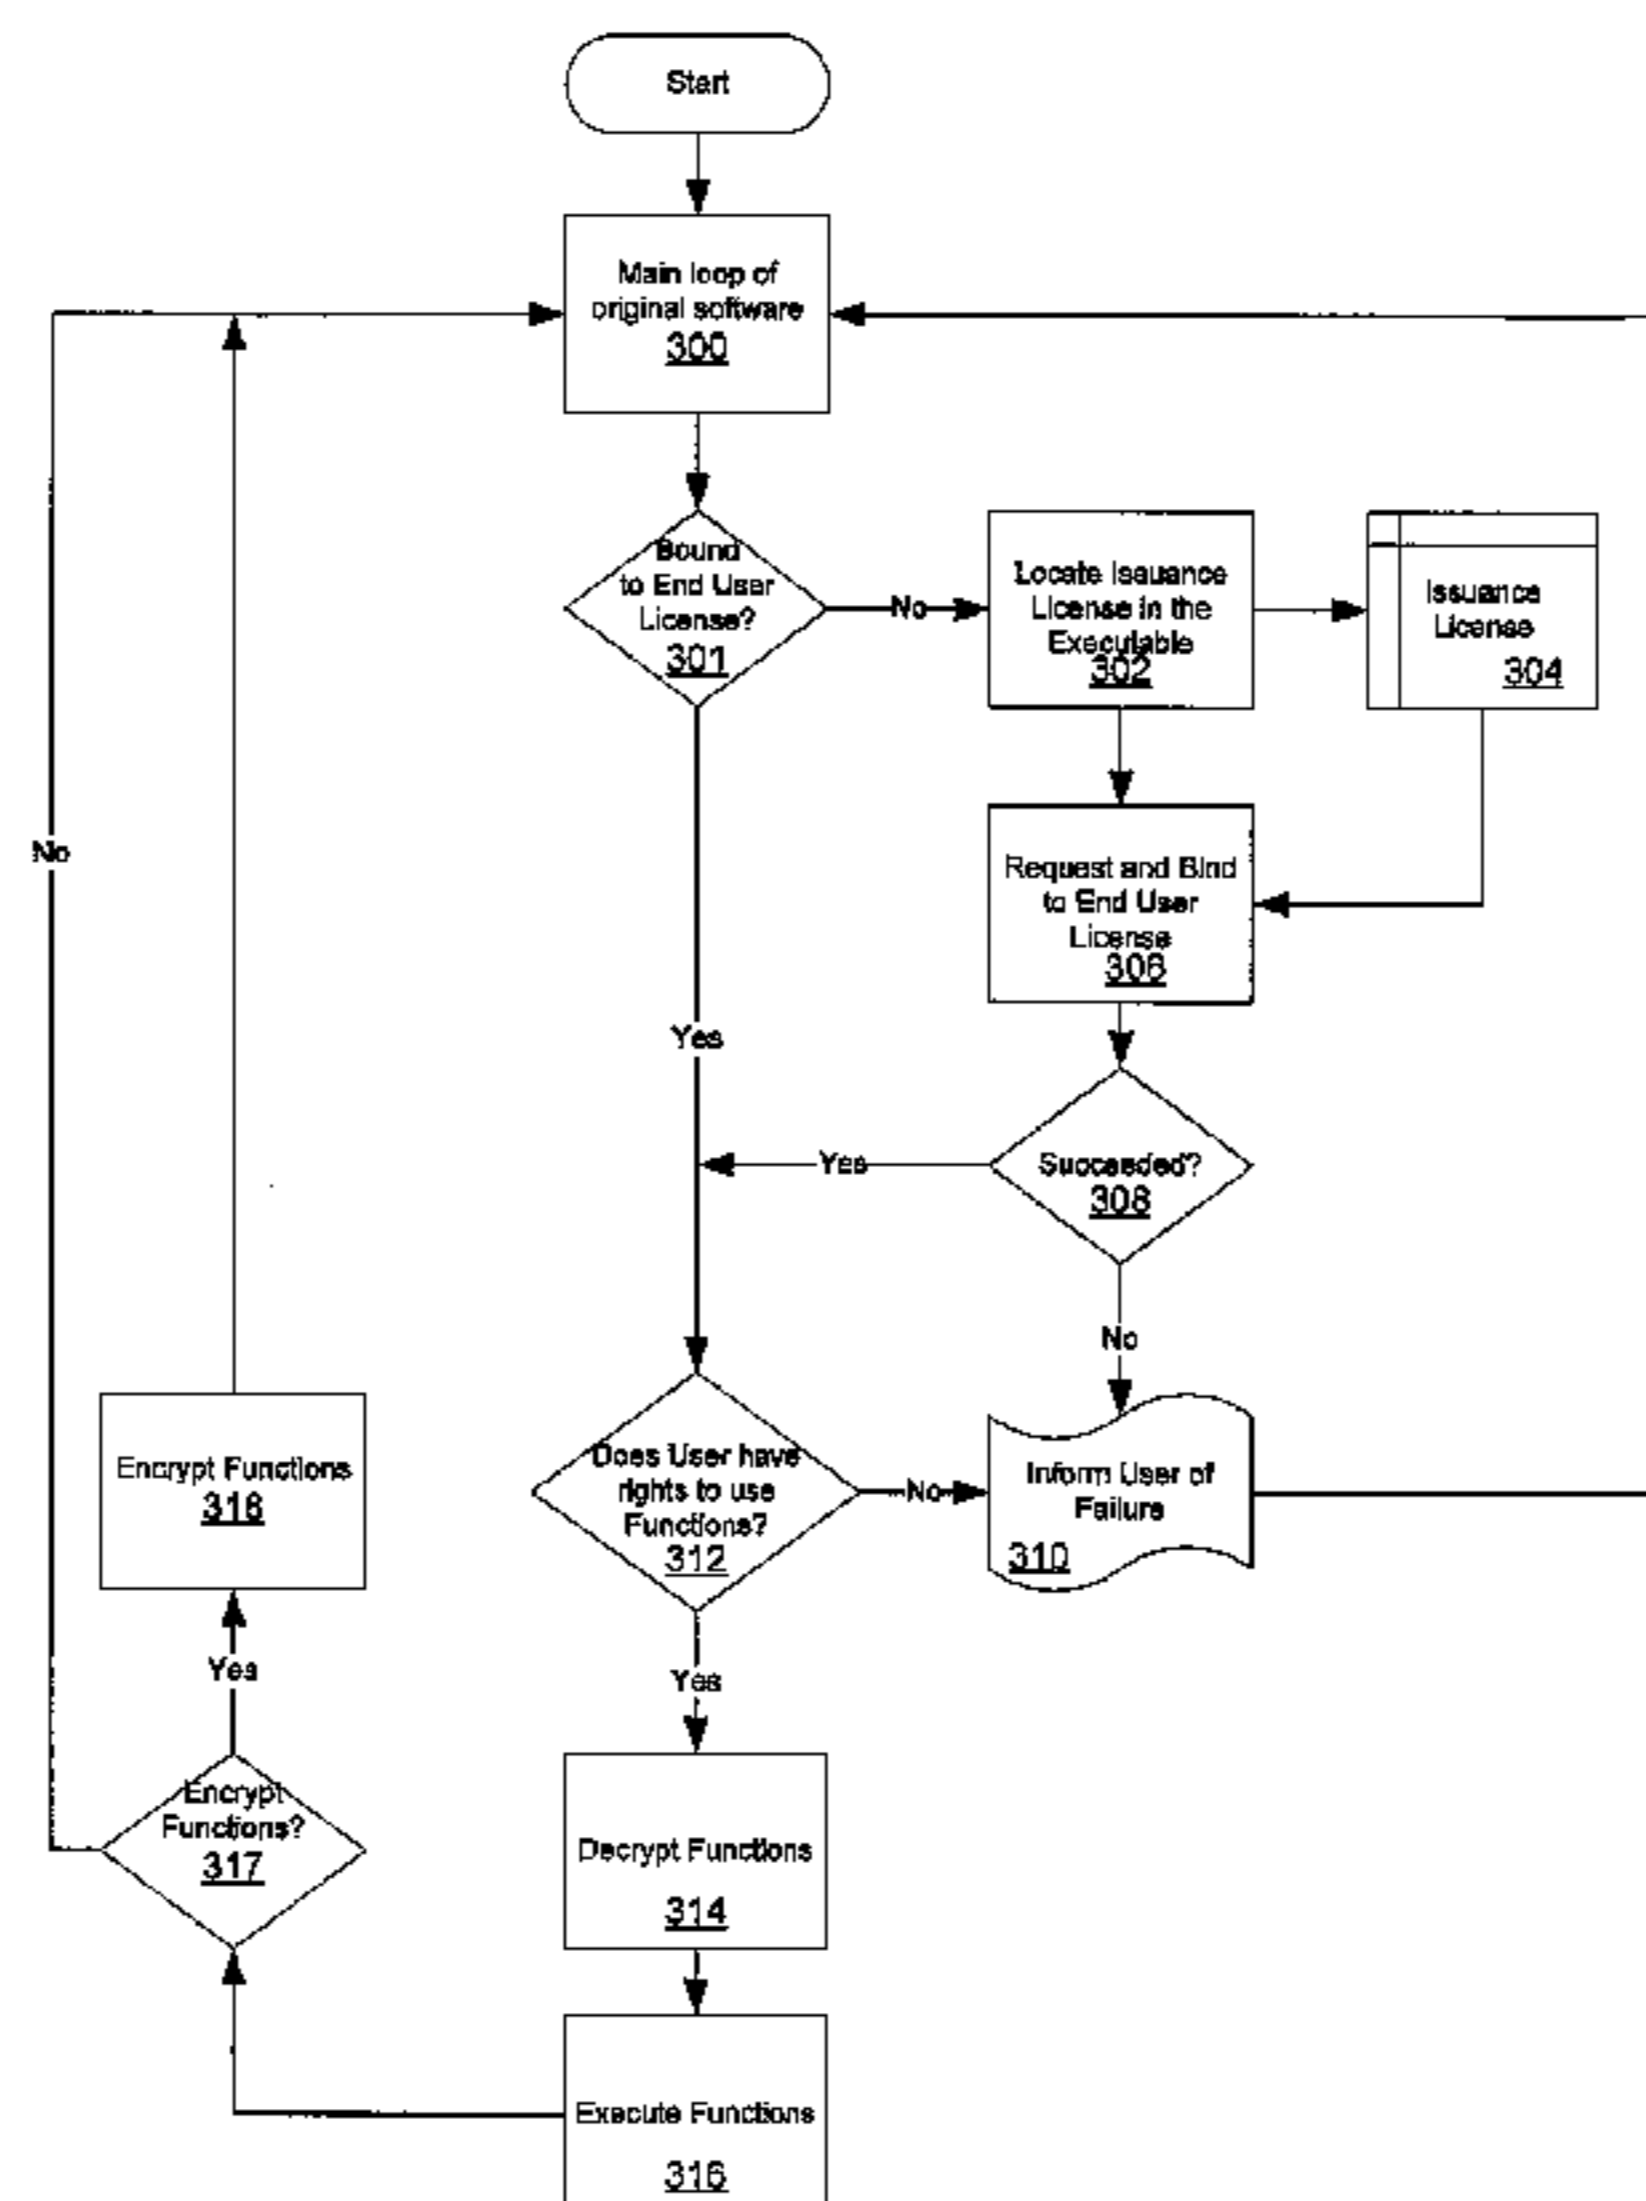 Start
Main loop of
original software
300
Bound
to End User
License?
301
No
Locate Issuance
License in the
Executable
302
Issuance
License
304
No
Request and Bind
to End User
License
306
Yes
Yes
Succeeded?
308
No
Encrypt Functions
318
Does User have
rights to use
Functions?
312
No
Inform User of
Failure
310
Yes
Yes
Encrypt
Functions?
317
Decrypt Functions
314
Execute Functions
316